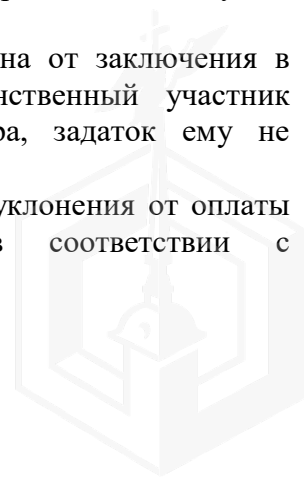 на от заключения в
нственный участник
ра, задаток ему не
уклонения от оплаты
в соответствии с